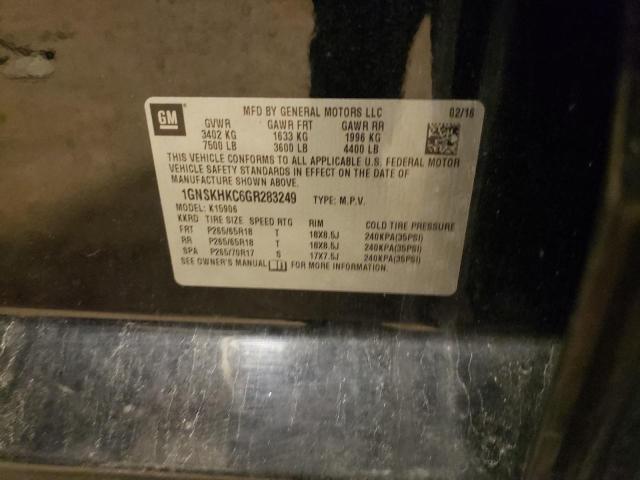 GM MFD BY GENERAL MOTORS LLC 02/16
GVWR GAWR FRT GAWR RR
3402 KG 1633 KG 1996 KG
7500 LB 3600 LB 4400 LB
THIS VEHICLE CONFORMS TO ALL APPLICABLE U.S. FEDERAL MOTOR
VEHICLE SAFETY STANDARDS IN EFFECT ON THE DATE OF
MANUFACTURE SHOWN ABOVE.
1GNSKHKC6GR283249 TYPE: M.P.V.
MODEL: K15906
KKRD TIRE SIZE SPEED RTG RIM COLD TIRE PRESSURE
FRT P265/65R18 T 18X8.5J 240KPA(35PSI)
RR P265/65R18 T 18X8.5J 240KPA(35PSI)
SPA P265/70R17 S 17X7.5J 240KPA(35PSI)
SEE OWNER'S MANUAL FOR MORE INFORMATION.